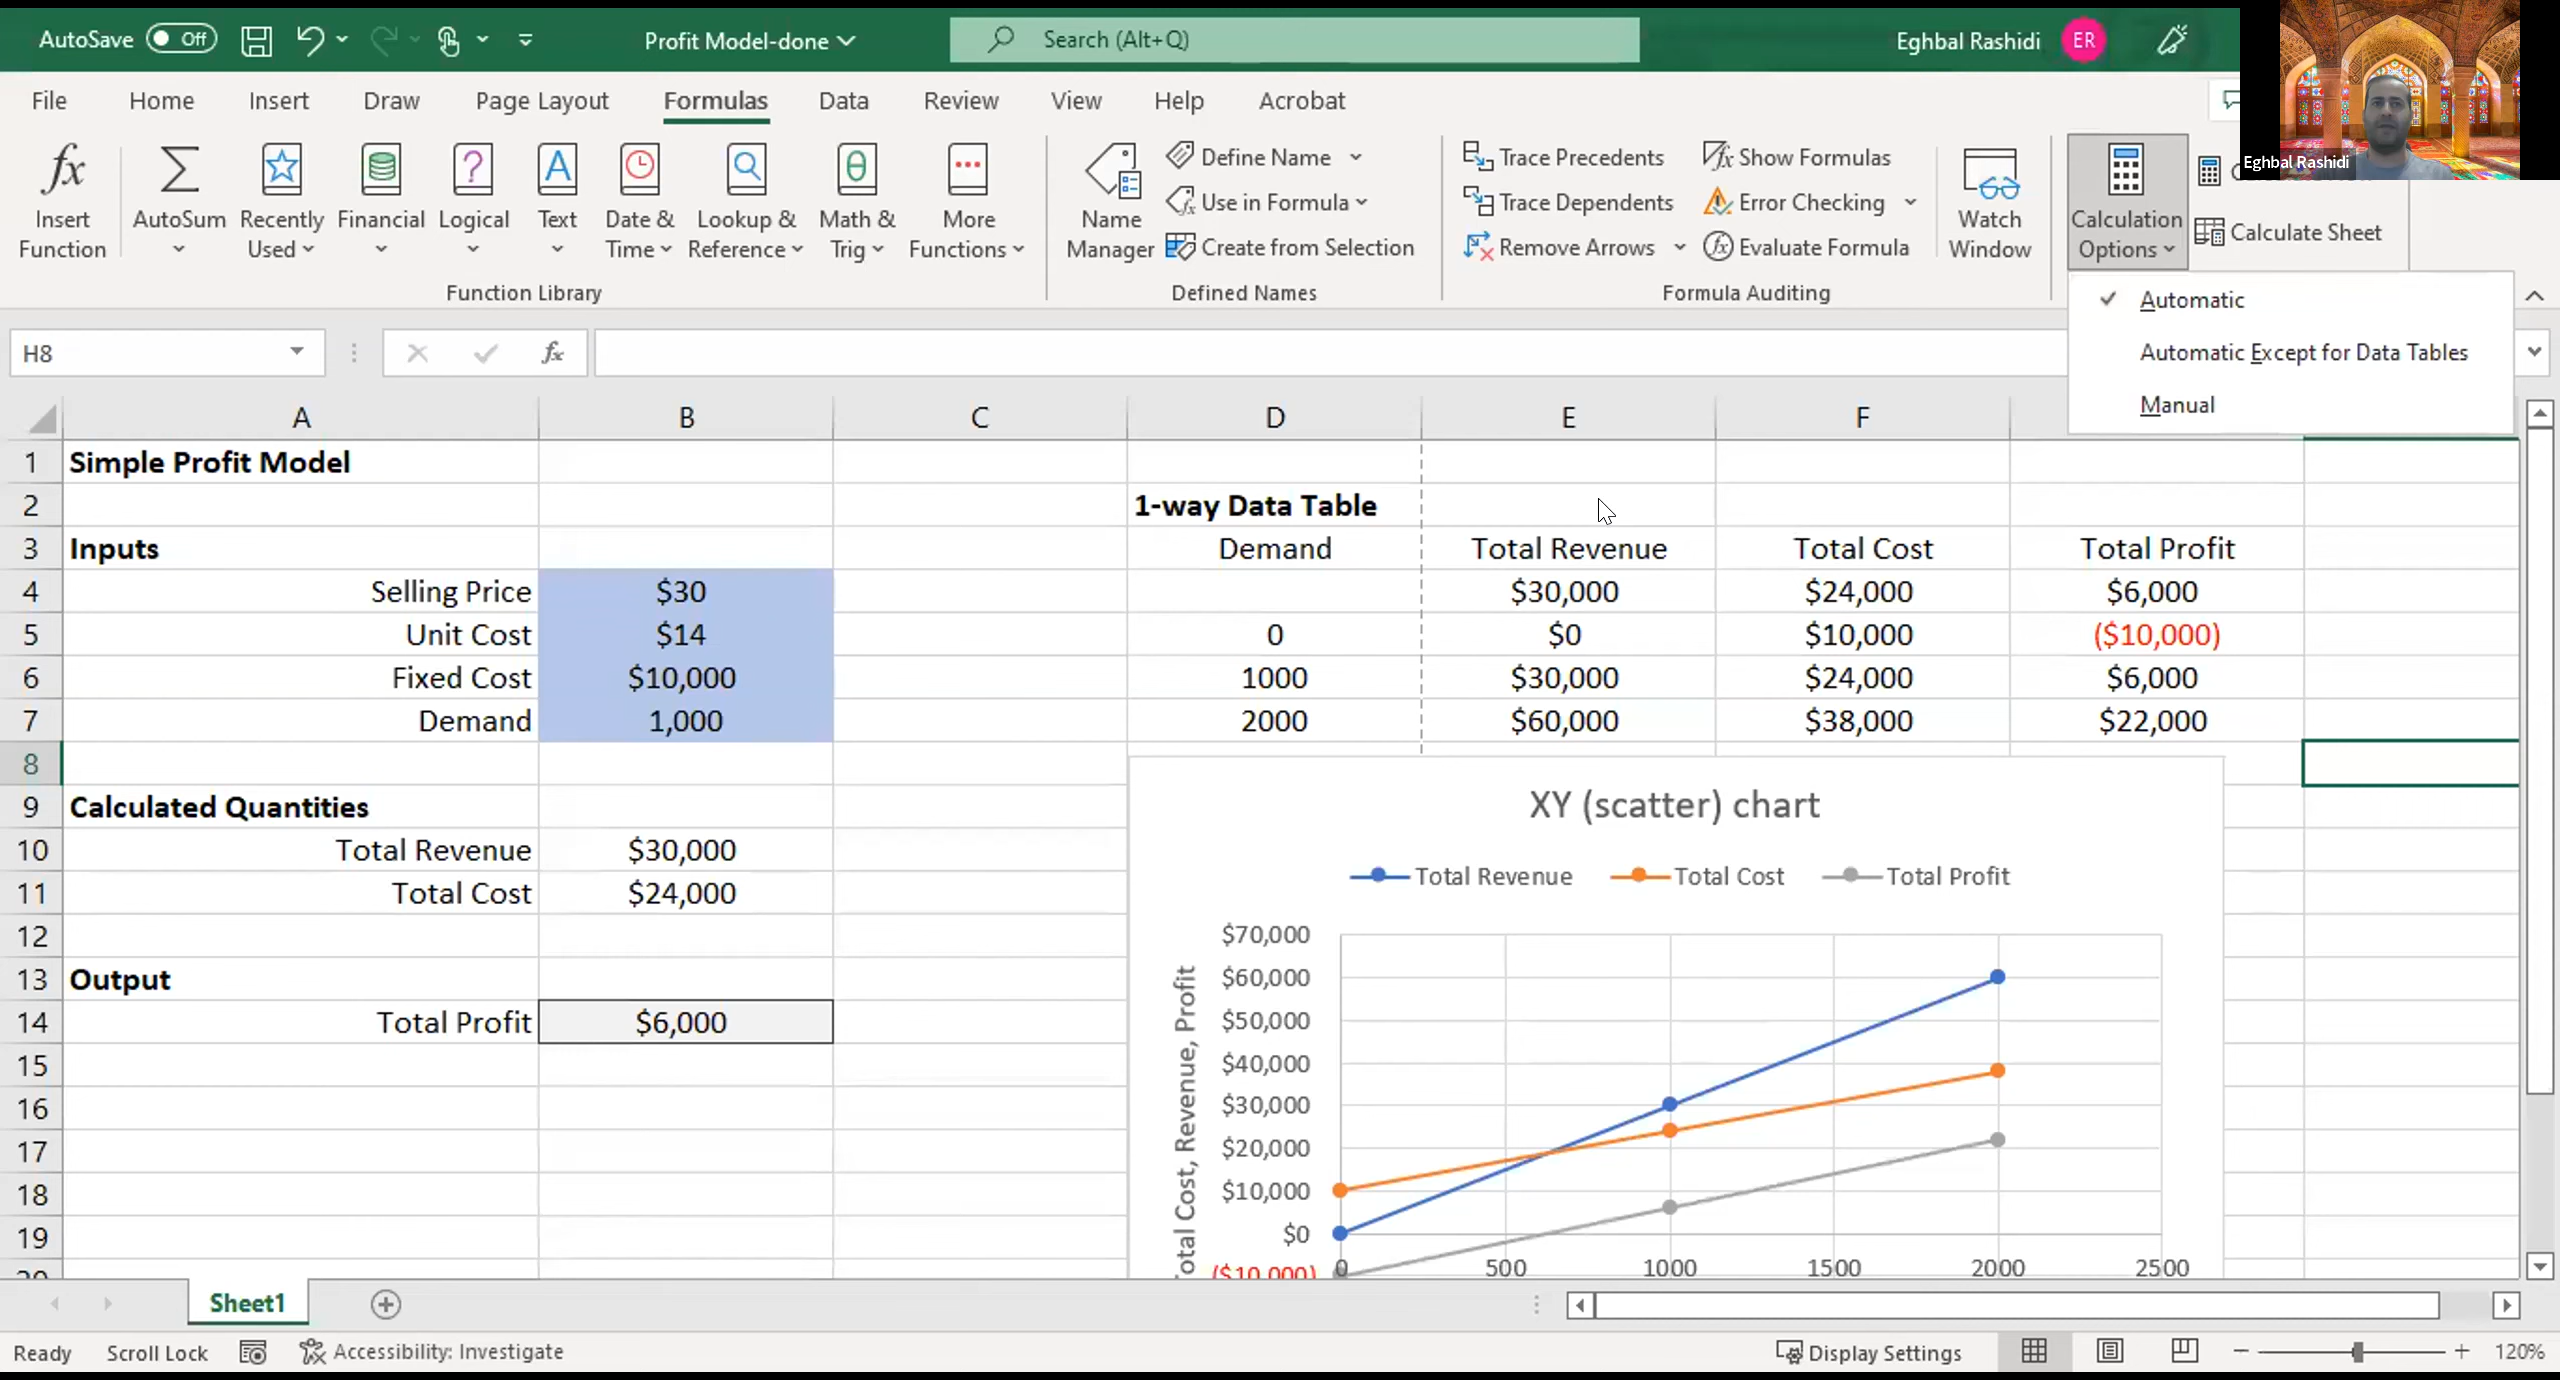 AutoSave Off Profit Model-done Search (Alt+Q) Eghbal Rashidi ER
File Home Insert Draw Page Layout Formulas Data Review View Help Acrobat
Eghbal Rashidi
Insert Function
AutoSum
Recently Used
Financial
Logical
Text
Date & Time
Lookup & Reference
Math & Trig
More Functions
Function Library
Name Manager
Define Name
Use in Formula
Create from Selection
Defined Names
Trace Precedents
Trace Dependents
Remove Arrows
Show Formulas
Error Checking
Evaluate Formula
Formula Auditing
Watch Window
Calculation Options
Calculate Sheet
Automatic
Automatic Except for Data Tables
Manual
H8 fx
A B C D E F
1 Simple Profit Model
2 1-way Data Table
3 Inputs Demand Total Revenue Total Cost Total Profit
4 Selling Price $30 $30,000 $24,000 $6,000
5 Unit Cost $14 0 $0 $10,000 ($10,000)
6 Fixed Cost $10,000 1000 $30,000 $24,000 $6,000
7 Demand 1,000 2000 $60,000 $38,000 $22,000
8
9 Calculated Quantities
10 Total Revenue $30,000
11 Total Cost $24,000
12
13 Output
14 Total Profit $6,000
15
16
17
18
19
XY (scatter) chart
Total Revenue Total Cost Total Profit
$70,000
$60,000
$50,000
$40,000
$30,000
$20,000
$10,000
$0
($10,000)
0 500 1000 1500 2000 2500
Total Cost, Revenue, Profit
Sheet1
Ready Scroll Lock Accessibility: Investigate Display Settings 120%